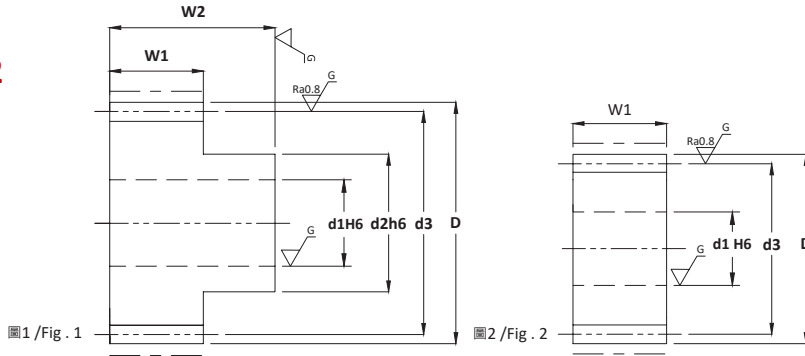 W2
W1
G
G
Ra0.8
G
d1H6 d2h6 d3 D
圖1 /Fig . 1
W1
Ra0.8
G
G
d1 H6 d3
圖2 /Fig . 2